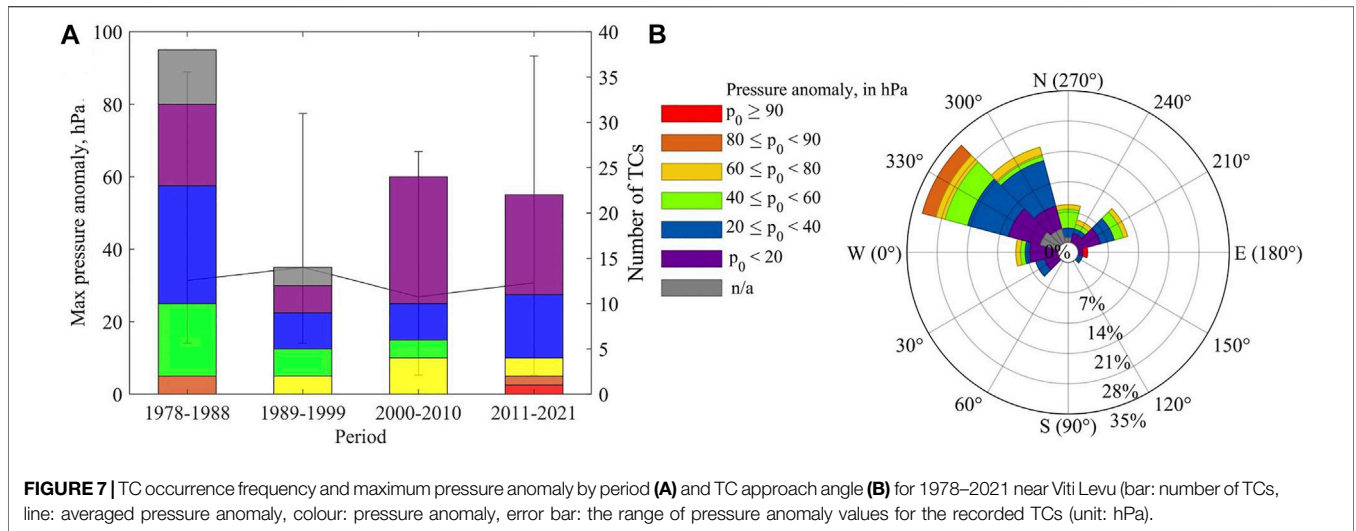 A
100
80
60
40
20
0
Max pressure anomaly, hPa
40
35
30
25
20
15
10
5
0
Number of TCs
1978-1988 1989-1999 2000-2010 2011-2021
Period
B
Pressure anomaly, in hPa
p0 ≥ 90
80 ≤ p0 < 90
60 ≤ p0 < 80
40 ≤ p0 < 60
20 ≤ p0 < 40
p0 < 20
n/a
N (270°)
300° 240°
330° 210°
W (0°) 0% E (180°)
7%
14%
21%
28%
35%
30° 150°
60° 120°
S (90°)
FIGURE 7 | TC occurrence frequency and maximum pressure anomaly by period (A) and TC approach angle (B) for 1978–2021 near Viti Levu (bar: number of TCs,
line: averaged pressure anomaly, colour: pressure anomaly, error bar: the range of pressure anomaly values for the recorded TCs (unit: hPa).